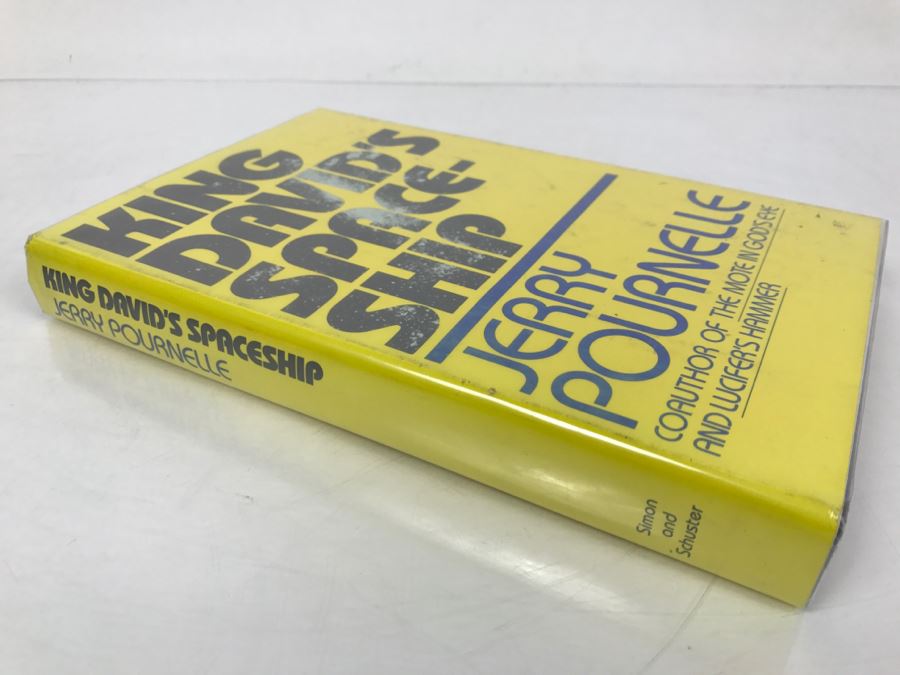 KING
DAVID'S
SPACE-
SHIP
JERRY
POURNELLE
COAUTHOR OF THE MOTE IN GOD'S EYE
AND LUCIFER'S HAMMER
KING DAVID'S SPACESHIP
JERRY POURNELLE
Simon
and
Schuster